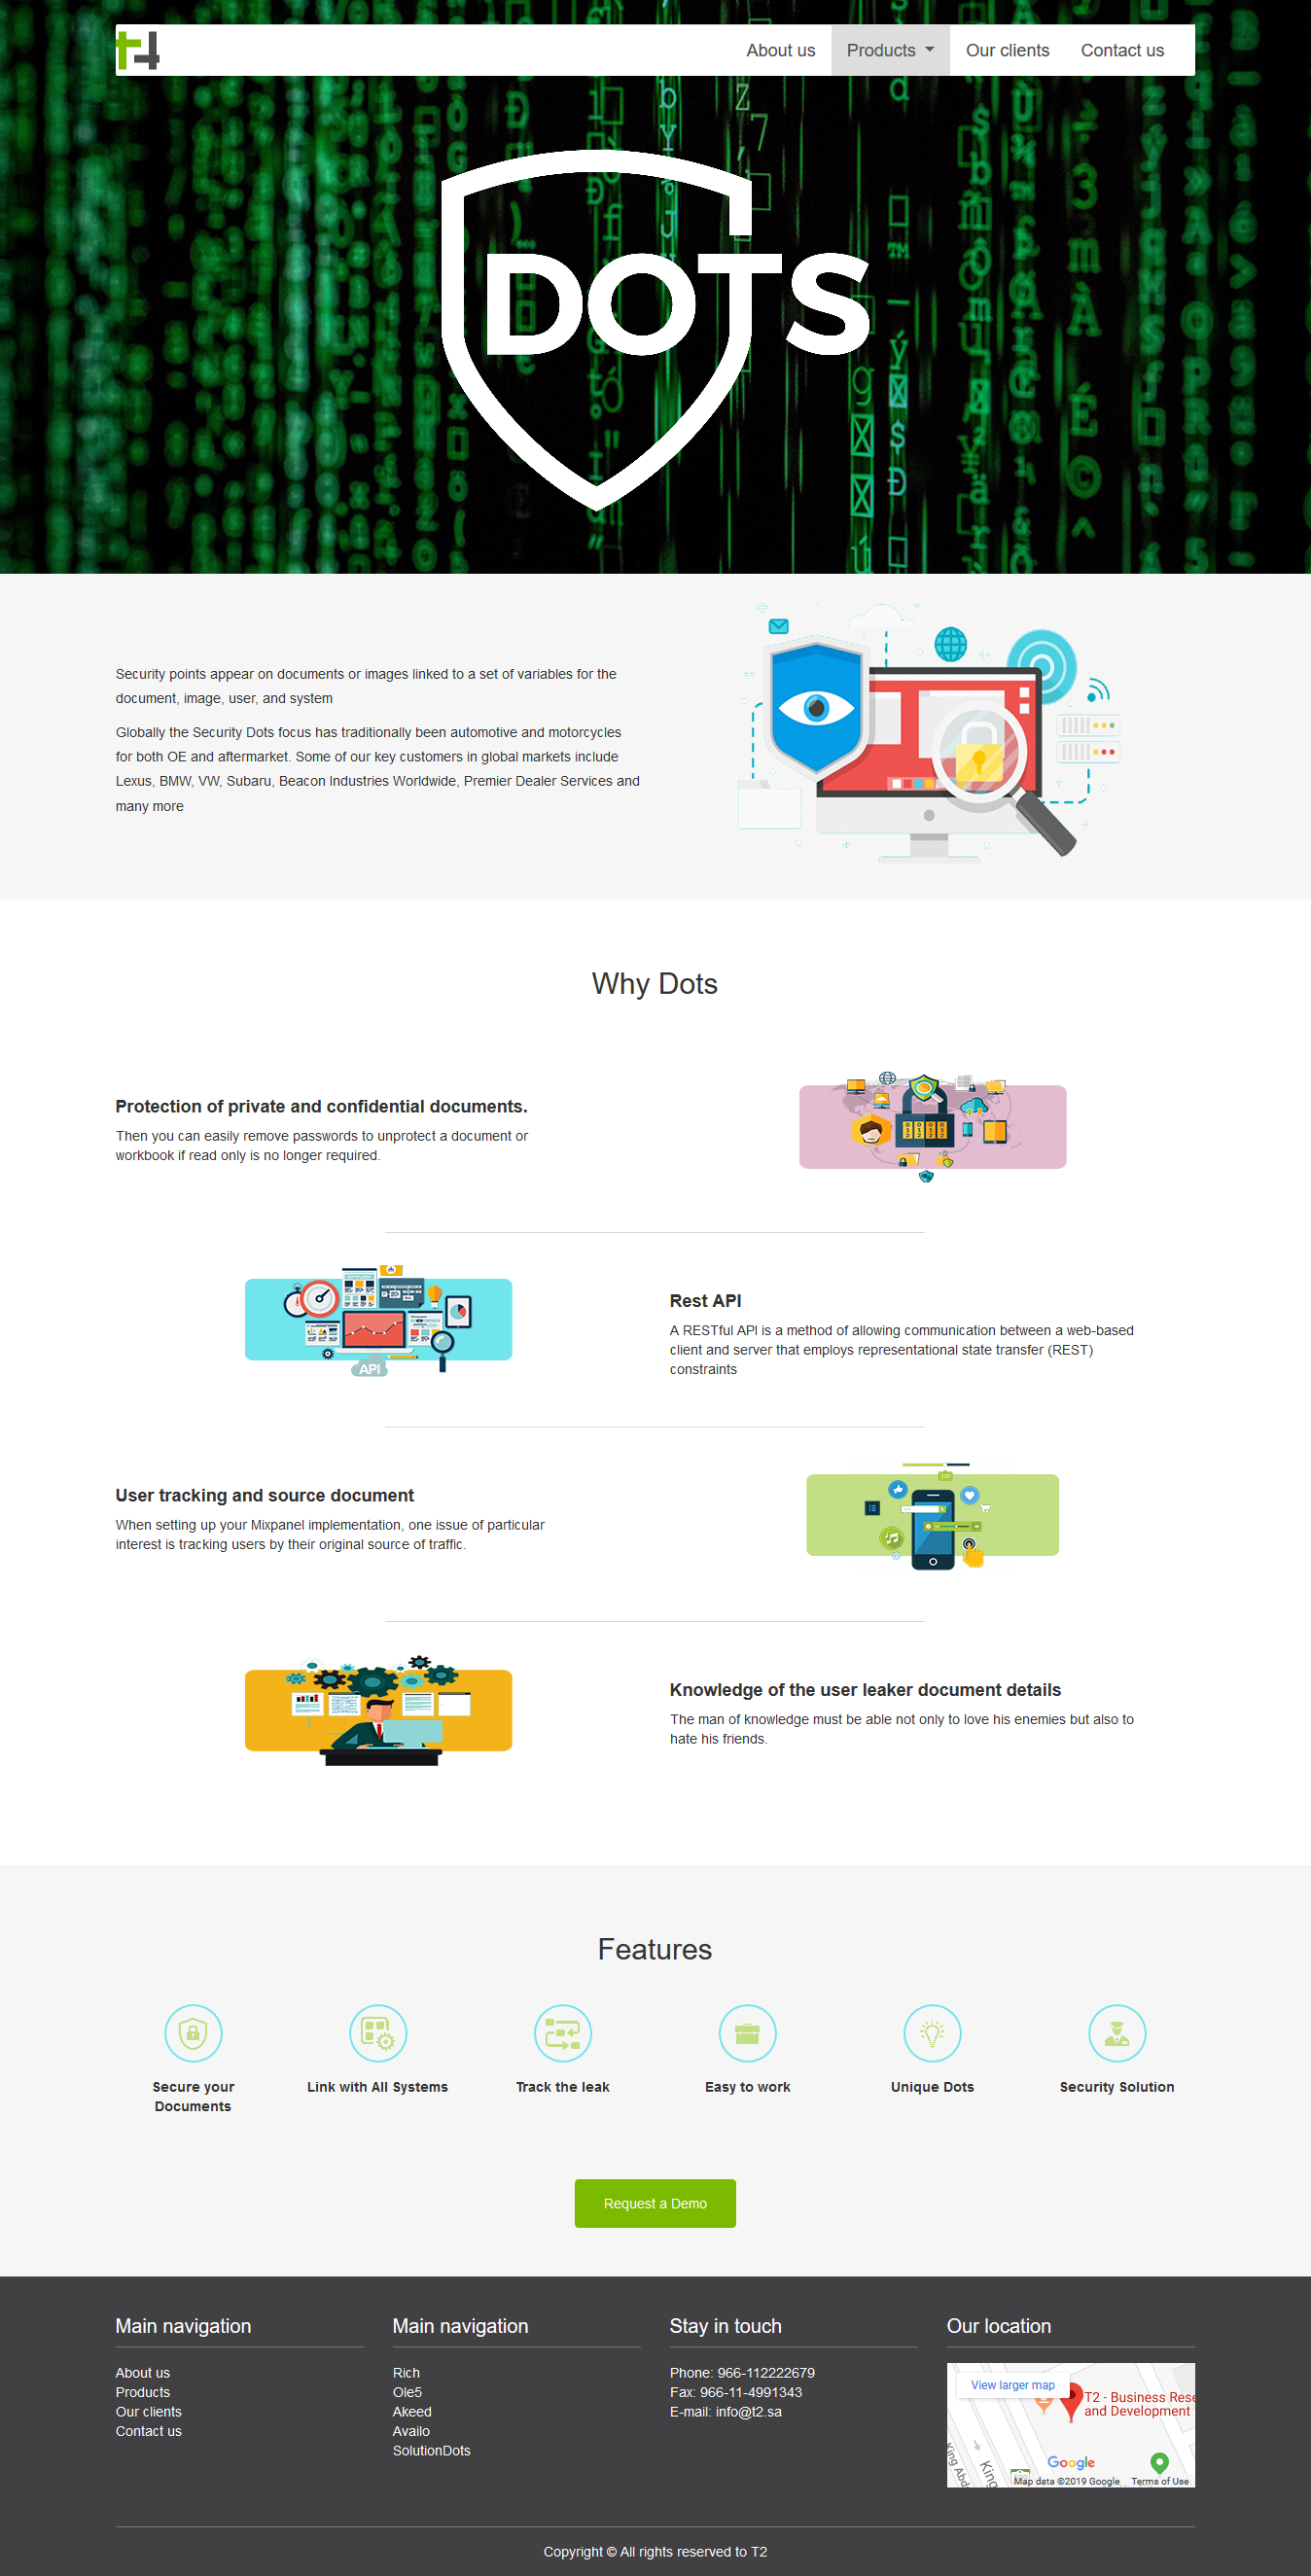 About us
Products
Our clients
Contact us
DOTS
Security points appear on documents or images linked to a set of variables for the
document, image, user, and system
Globally the Security Dots focus has traditionally been automotive and motorcycles
for both OE and aftermarket. Some of our key customers in global markets include
Lexus, BMW, VW, Subaru, Beacon Industries Worldwide, Premier Dealer Services and
many more
Why Dots
Protection of private and confidential documents.
Then you can easily remove passwords to unprotect a document or
workbook if read only is no longer required.
API
Rest API
A RESTful API is a method of allowing communication between a web-based
client and server that employs representational state transfer (REST)
constraints
User tracking and source document
When setting up your Mixpanel implementation, one issue of particular
interest is tracking users by their original source of traffic.
Knowledge of the user leaker document details
The man of knowledge must be able not only to love his enemies but also to
hate his friends.
Features
Secure your
Documents
Link with All Systems
Track the leak
Easy to work
Unique Dots
Security Solution
Request a Demo
Main navigation
About us
Products
Our clients
Contact us
Main navigation
Rich
Ole5
Akeed
Availo
SolutionDots
Stay in touch
Phone: 966-112222679
Fax: 966-11-4991343
E-mail: info@t2.sa
Our location
View larger map
T2 - Business Rese
and Development
King Abd
King
Google
Map data ©2019 Google
Terms of Use
Copyright © All rights reserved to T2